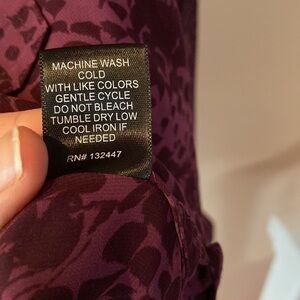 MACHINE WASH
COLD
WITH LIKE COLORS
GENTLE CYCLE
DO NOT BLEACH
TUMBLE DRY LOW
COOL IRON IF
NEEDED
RN# 132447